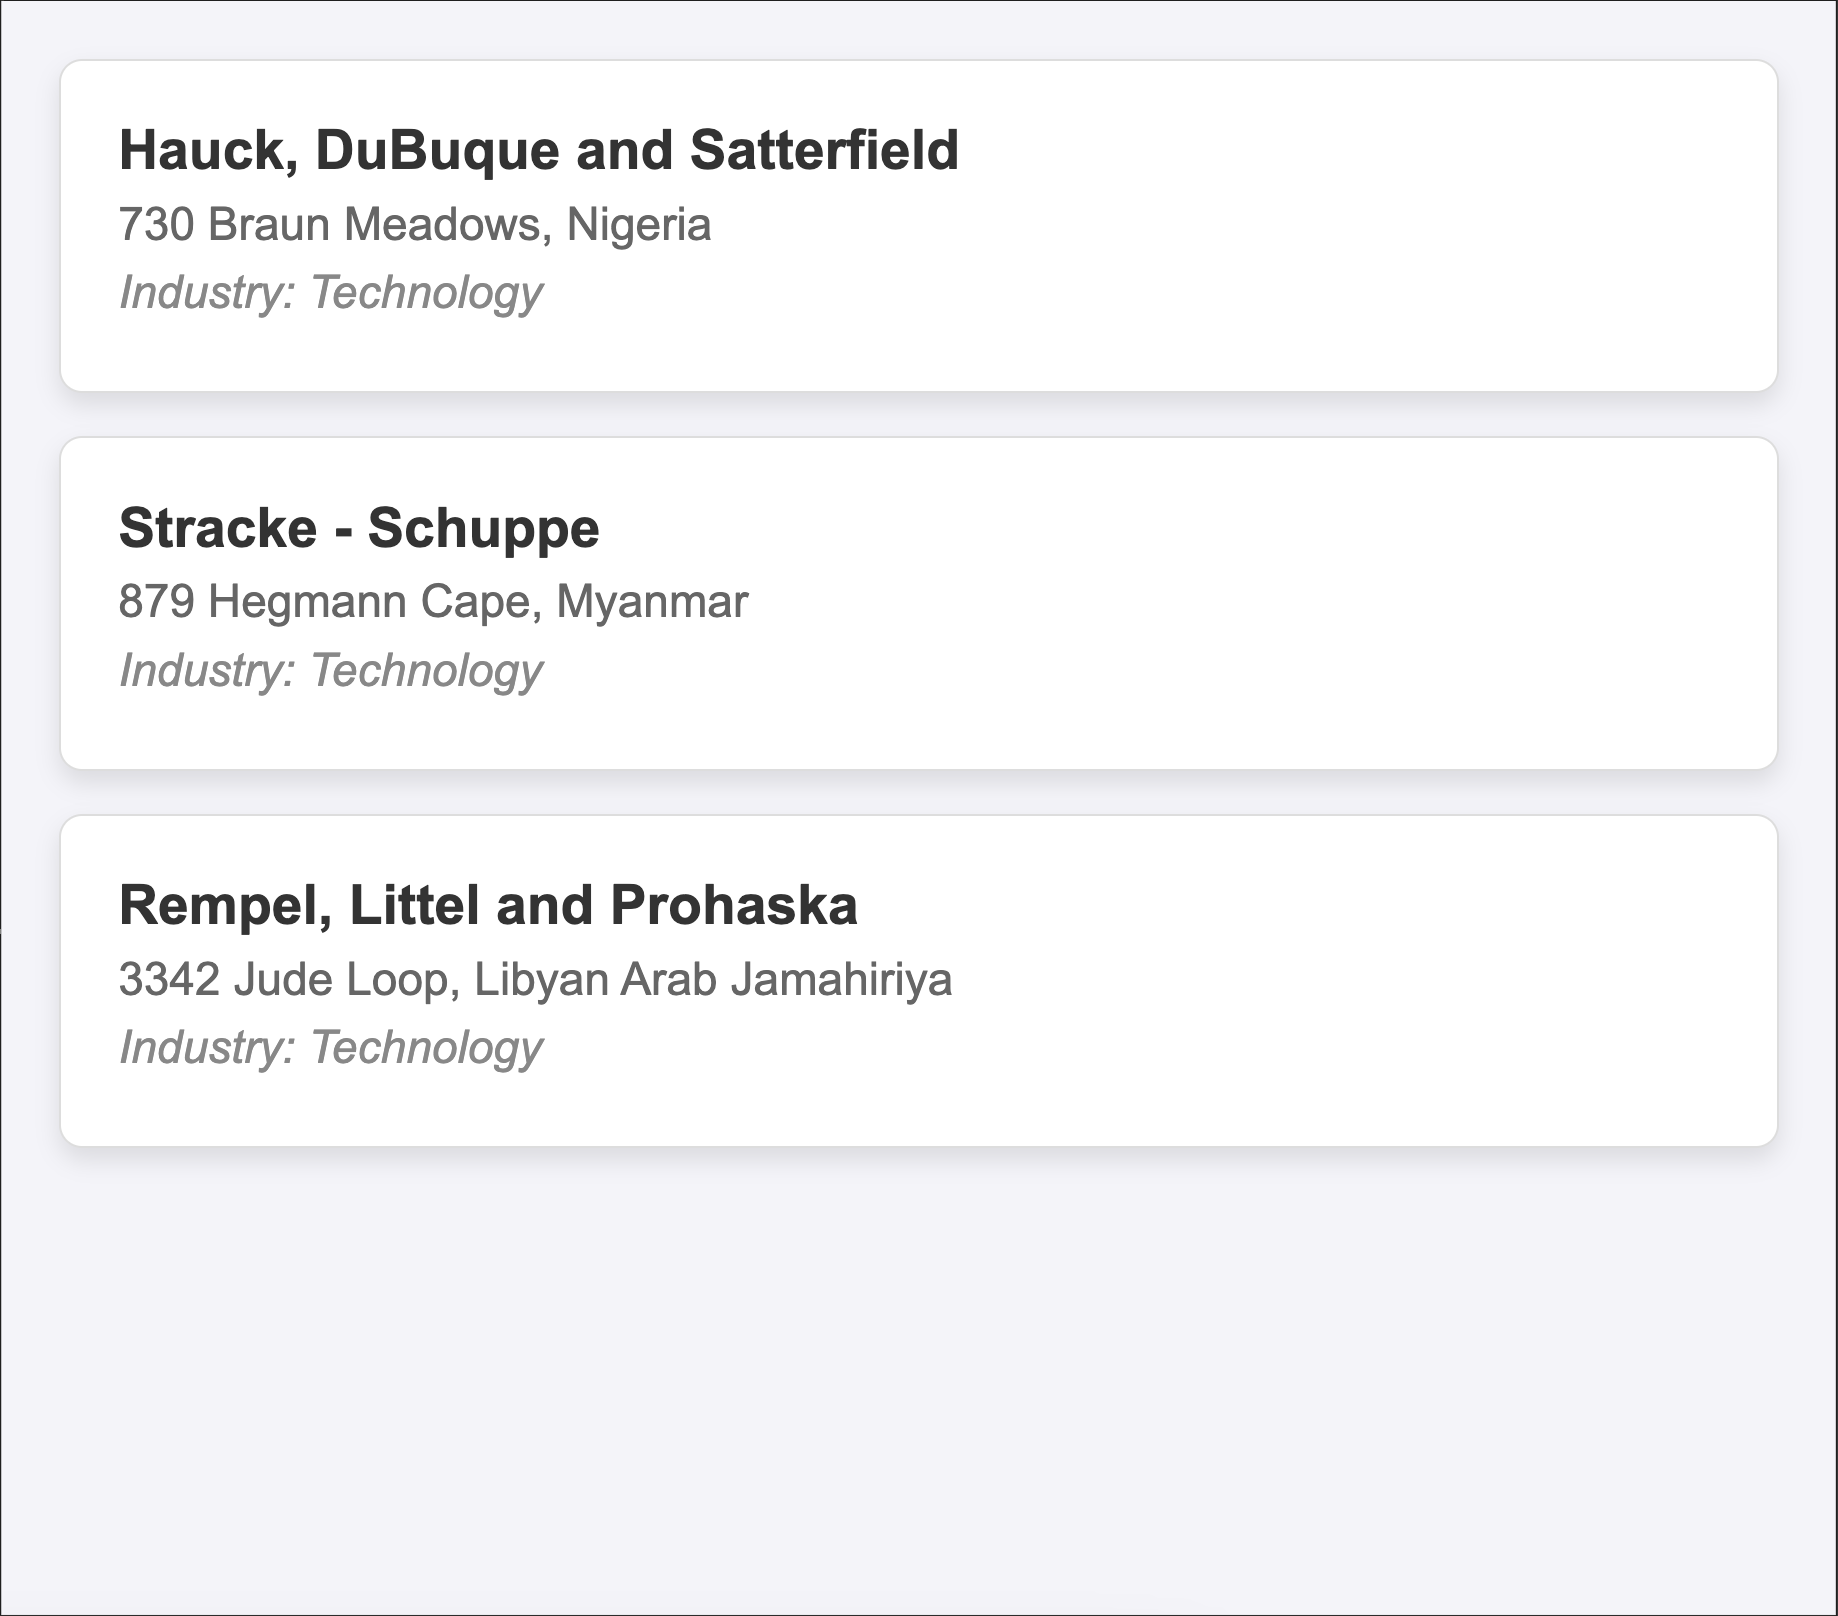 Hauck, DuBuque and Satterfield
730 Braun Meadows, Nigeria
Industry: Technology
Stracke - Schuppe
879 Hegmann Cape, Myanmar
Industry: Technology
Rempel, Littel and Prohaska
3342 Jude Loop, Libyan Arab Jamahiriya
Industry: Technology